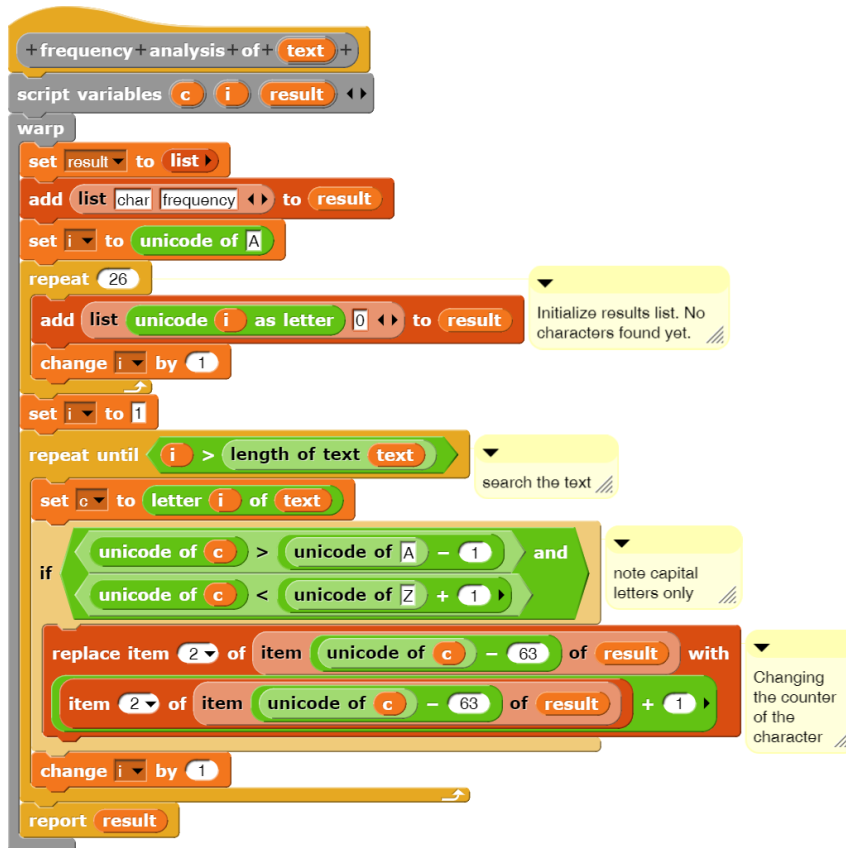 +frequency+analysis+of+ text +
script variables c i result
warp
set result to list
add list char frequency to result
set i to unicode of A
repeat 26
add list unicode i as letter 0 to result
Initialize results list. No
characters found yet.
change i by 1
set i to 1
repeat until i > length of text text
search the text
set c to letter i of text
if unicode of c > unicode of A - 1 and
unicode of c < unicode of Z + 1
note capital
letters only
replace item 2 of item unicode of c - 63 of result with
item 2 of item unicode of c - 63 of result + 1
Changing
the counter
of the
character
change i by 1
report result